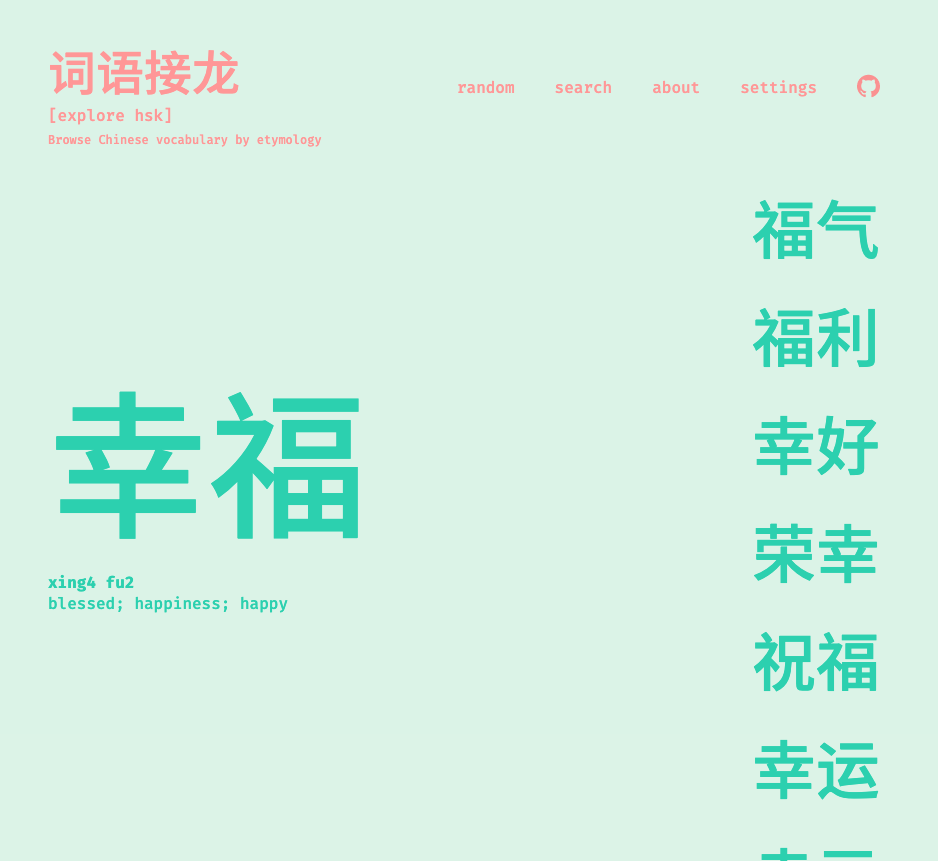 词语接龙
[explore hsk]
Browse Chinese vocabulary by etymology
random search about settings
福气
福利
幸好
荣幸
祝福
幸运
幸福
xing4 fu2
blessed; happiness; happy